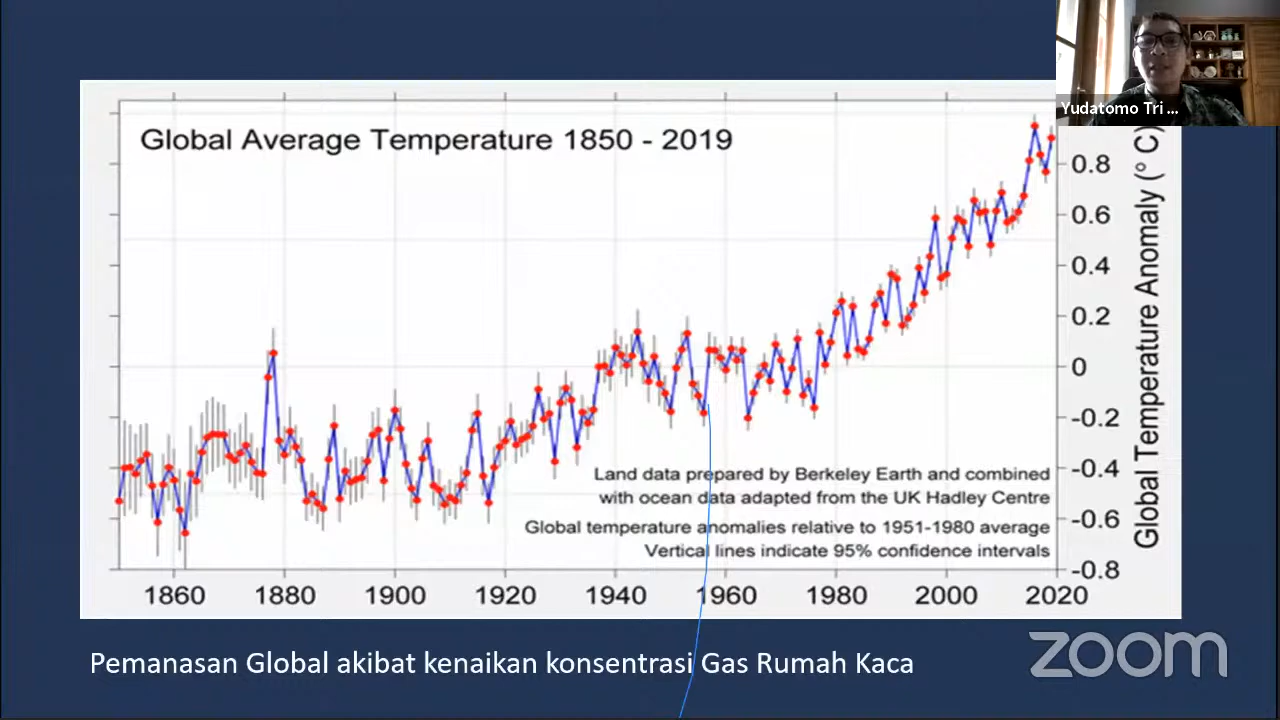 Yudatomo Tri ...
Global Average Temperature 1850 - 2019
0.8
0.6
0.4
0.2
0
-0.2
-0.4
-0.6
-0.8
Global Temperature Anomaly (° C)
Land data prepared by Berkeley Earth and combined
with ocean data adapted from the UK Hadley Centre
Global temperature anomalies relative to 1951-1980 average
Vertical lines indicate 95% confidence intervals
1860 1880 1900 1920 1940 1960 1980 2000 2020
Pemanasan Global akibat kenaikan konsentrasi Gas Rumah Kaca
zoom